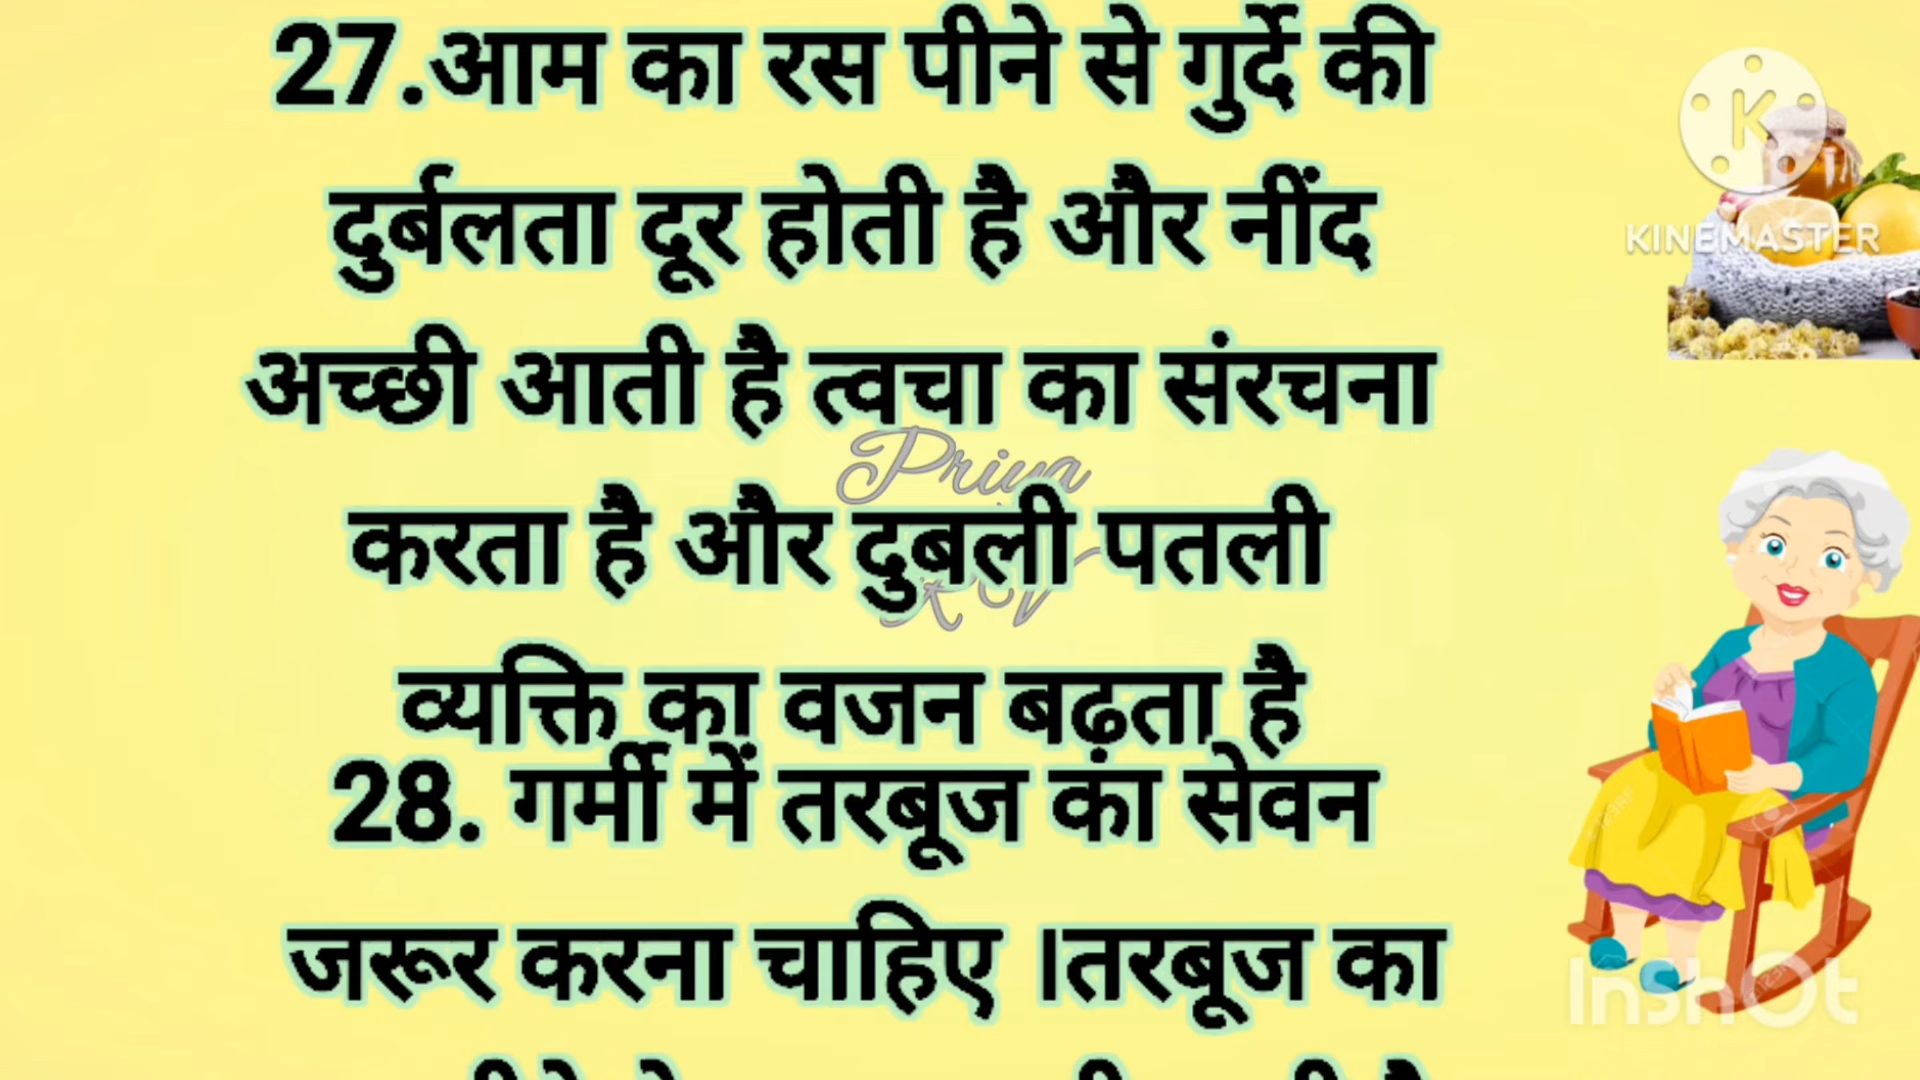 27.आम का रस पीने से गुर्दे की
दुर्बलता दूर होती है और नींद
अच्छी आती है त्वचा का संरचना
करता है और दुबली पतली
व्यक्ति का वजन बढ़ता है
28. गर्मी में तरबूज का सेवन
जरूर करना चाहिए ।तरबूज का
Priya
K
KINEMASTER
InShOt